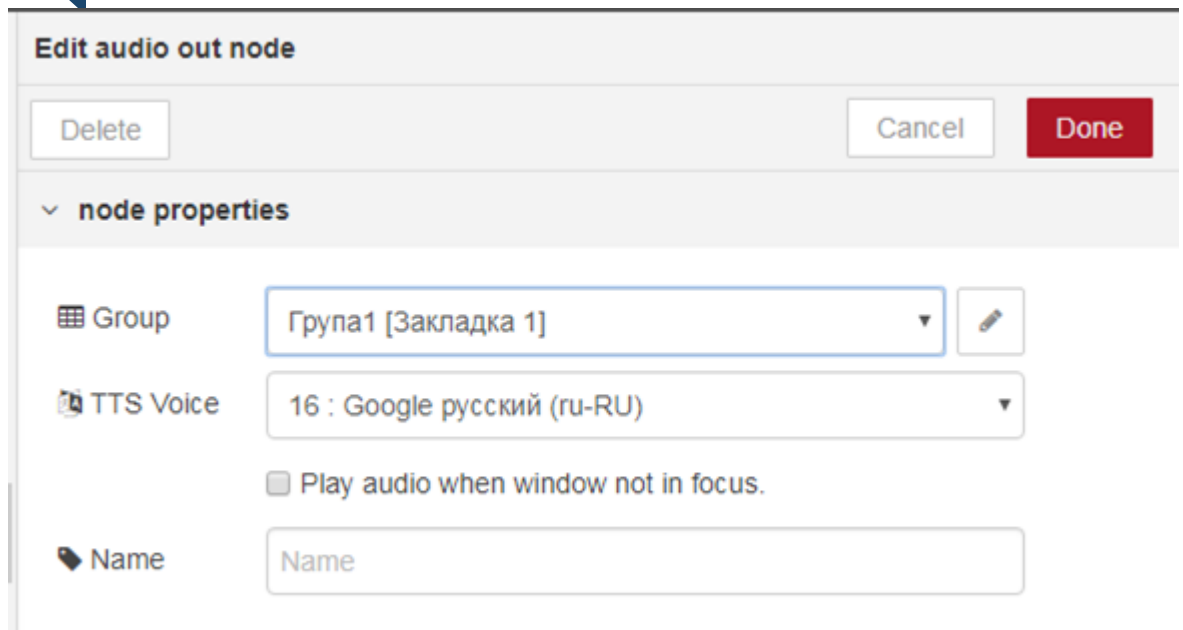 Edit audio out node
Delete Cancel Done
node properties
Group Група1 [Закладка 1]
TTS Voice 16 : Google русский (ru-RU)
Play audio when window not in focus.
Name Name